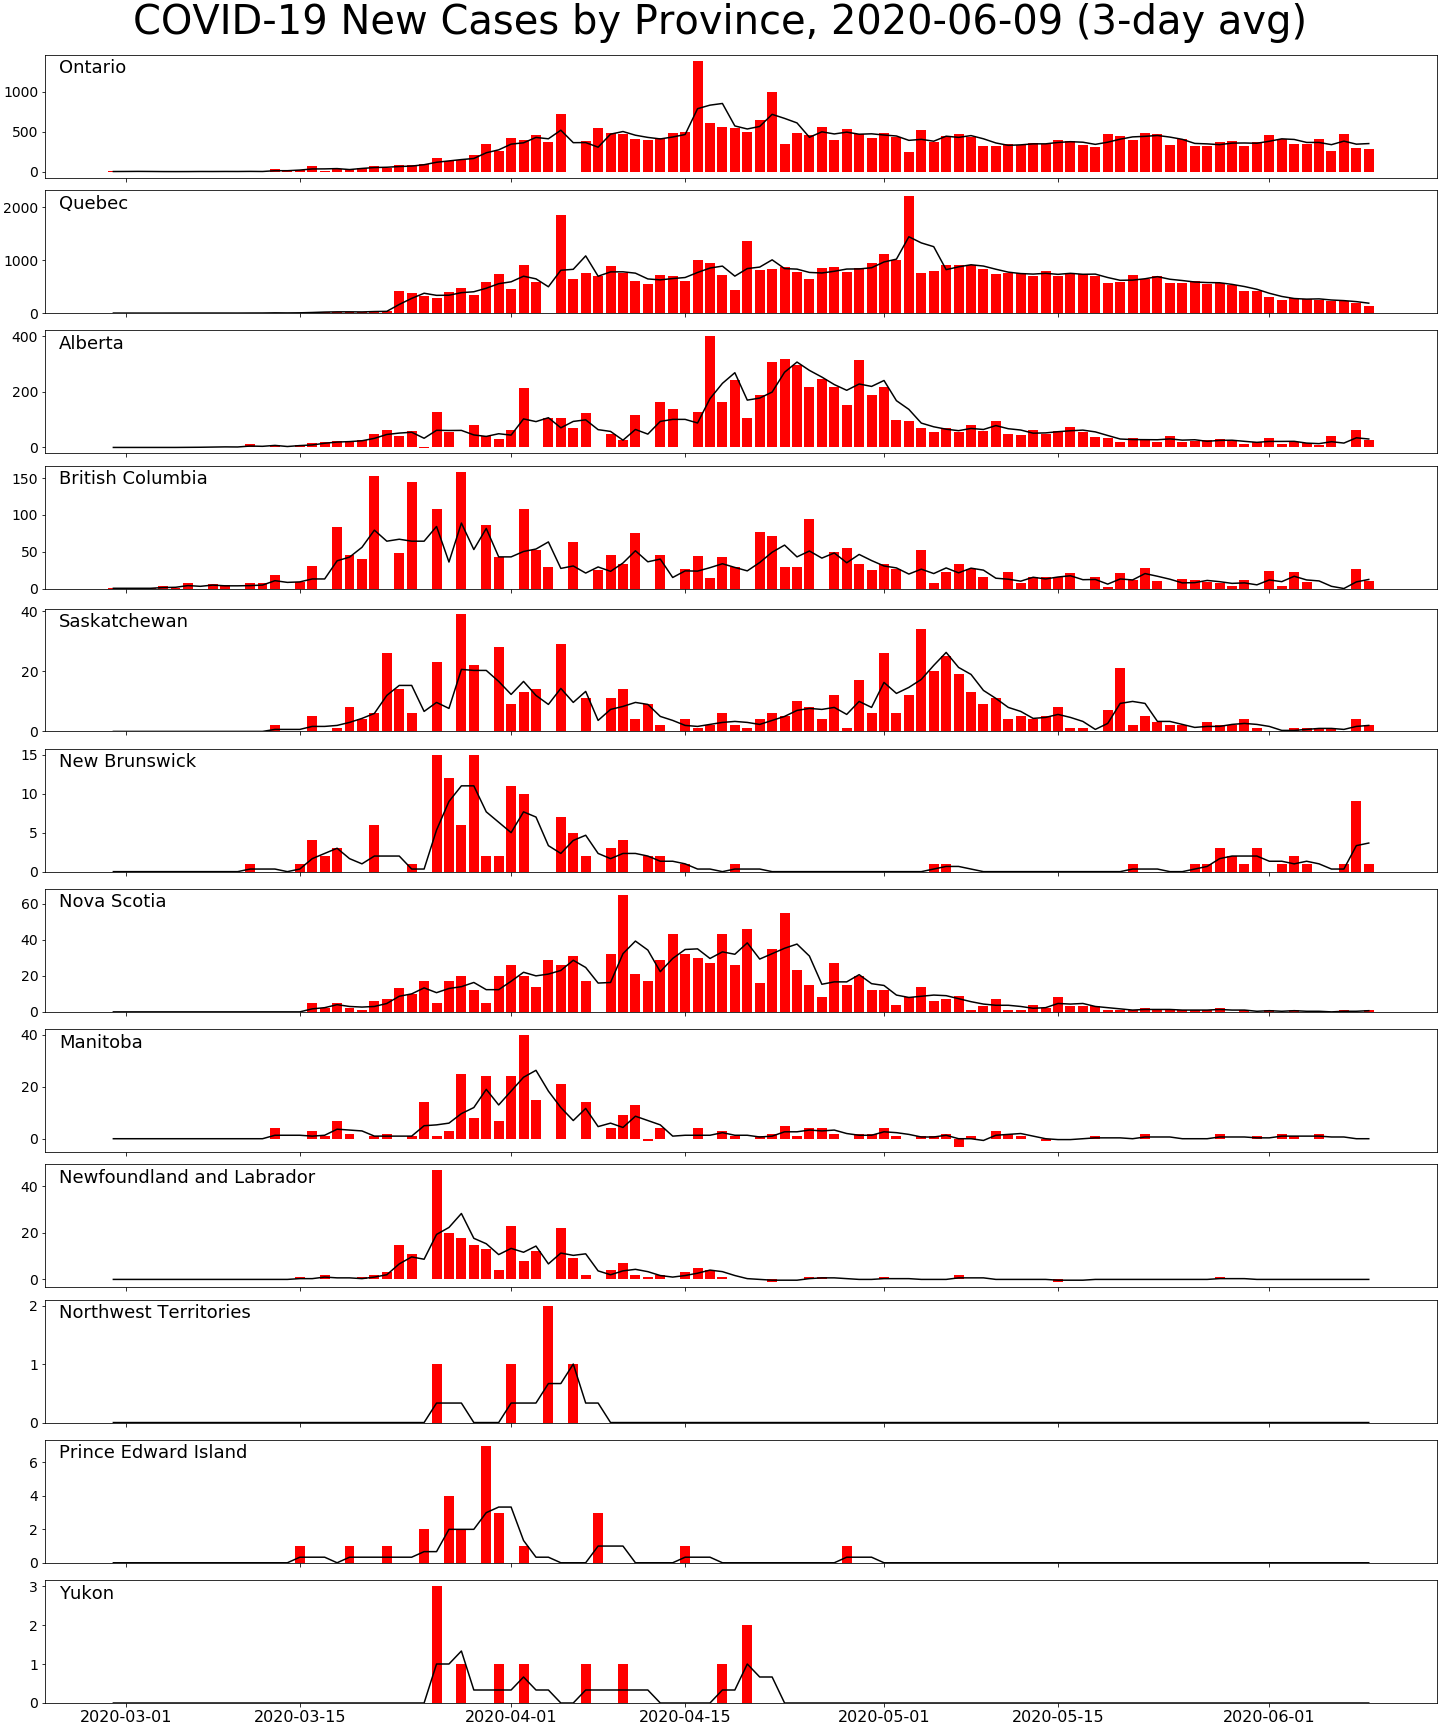 COVID-19 New Cases by Province, 2020-06-09 (3-day avg)
Ontario
1000
500
0
Quebec
2000
1000
0
Alberta
400
200
0
British Columbia
150
100
50
0
Saskatchewan
40
20
0
New Brunswick
15
10
5
0
Nova Scotia
60
40
20
0
Manitoba
40
20
0
Newfoundland and Labrador
40
20
0
Northwest Territories
2
1
0
Prince Edward Island
6
4
2
0
Yukon
3
2
1
0
2020-03-01 2020-03-15 2020-04-01 2020-04-15 2020-05-01 2020-05-15 2020-06-01